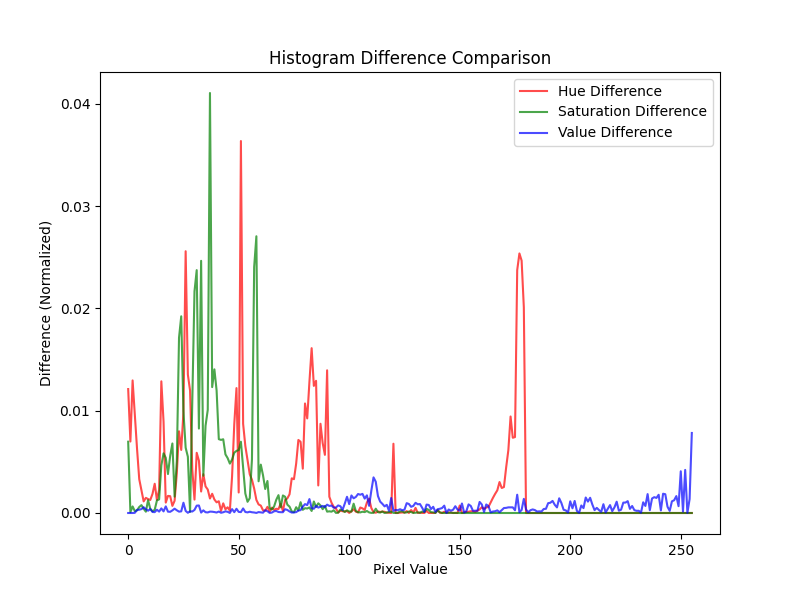 Histogram Difference Comparison
Hue Difference
Saturation Difference
Value Difference
Difference (Normalized)
0.04
0.03
0.02
0.01
0.00
0
50
100
150
200
250
Pixel Value